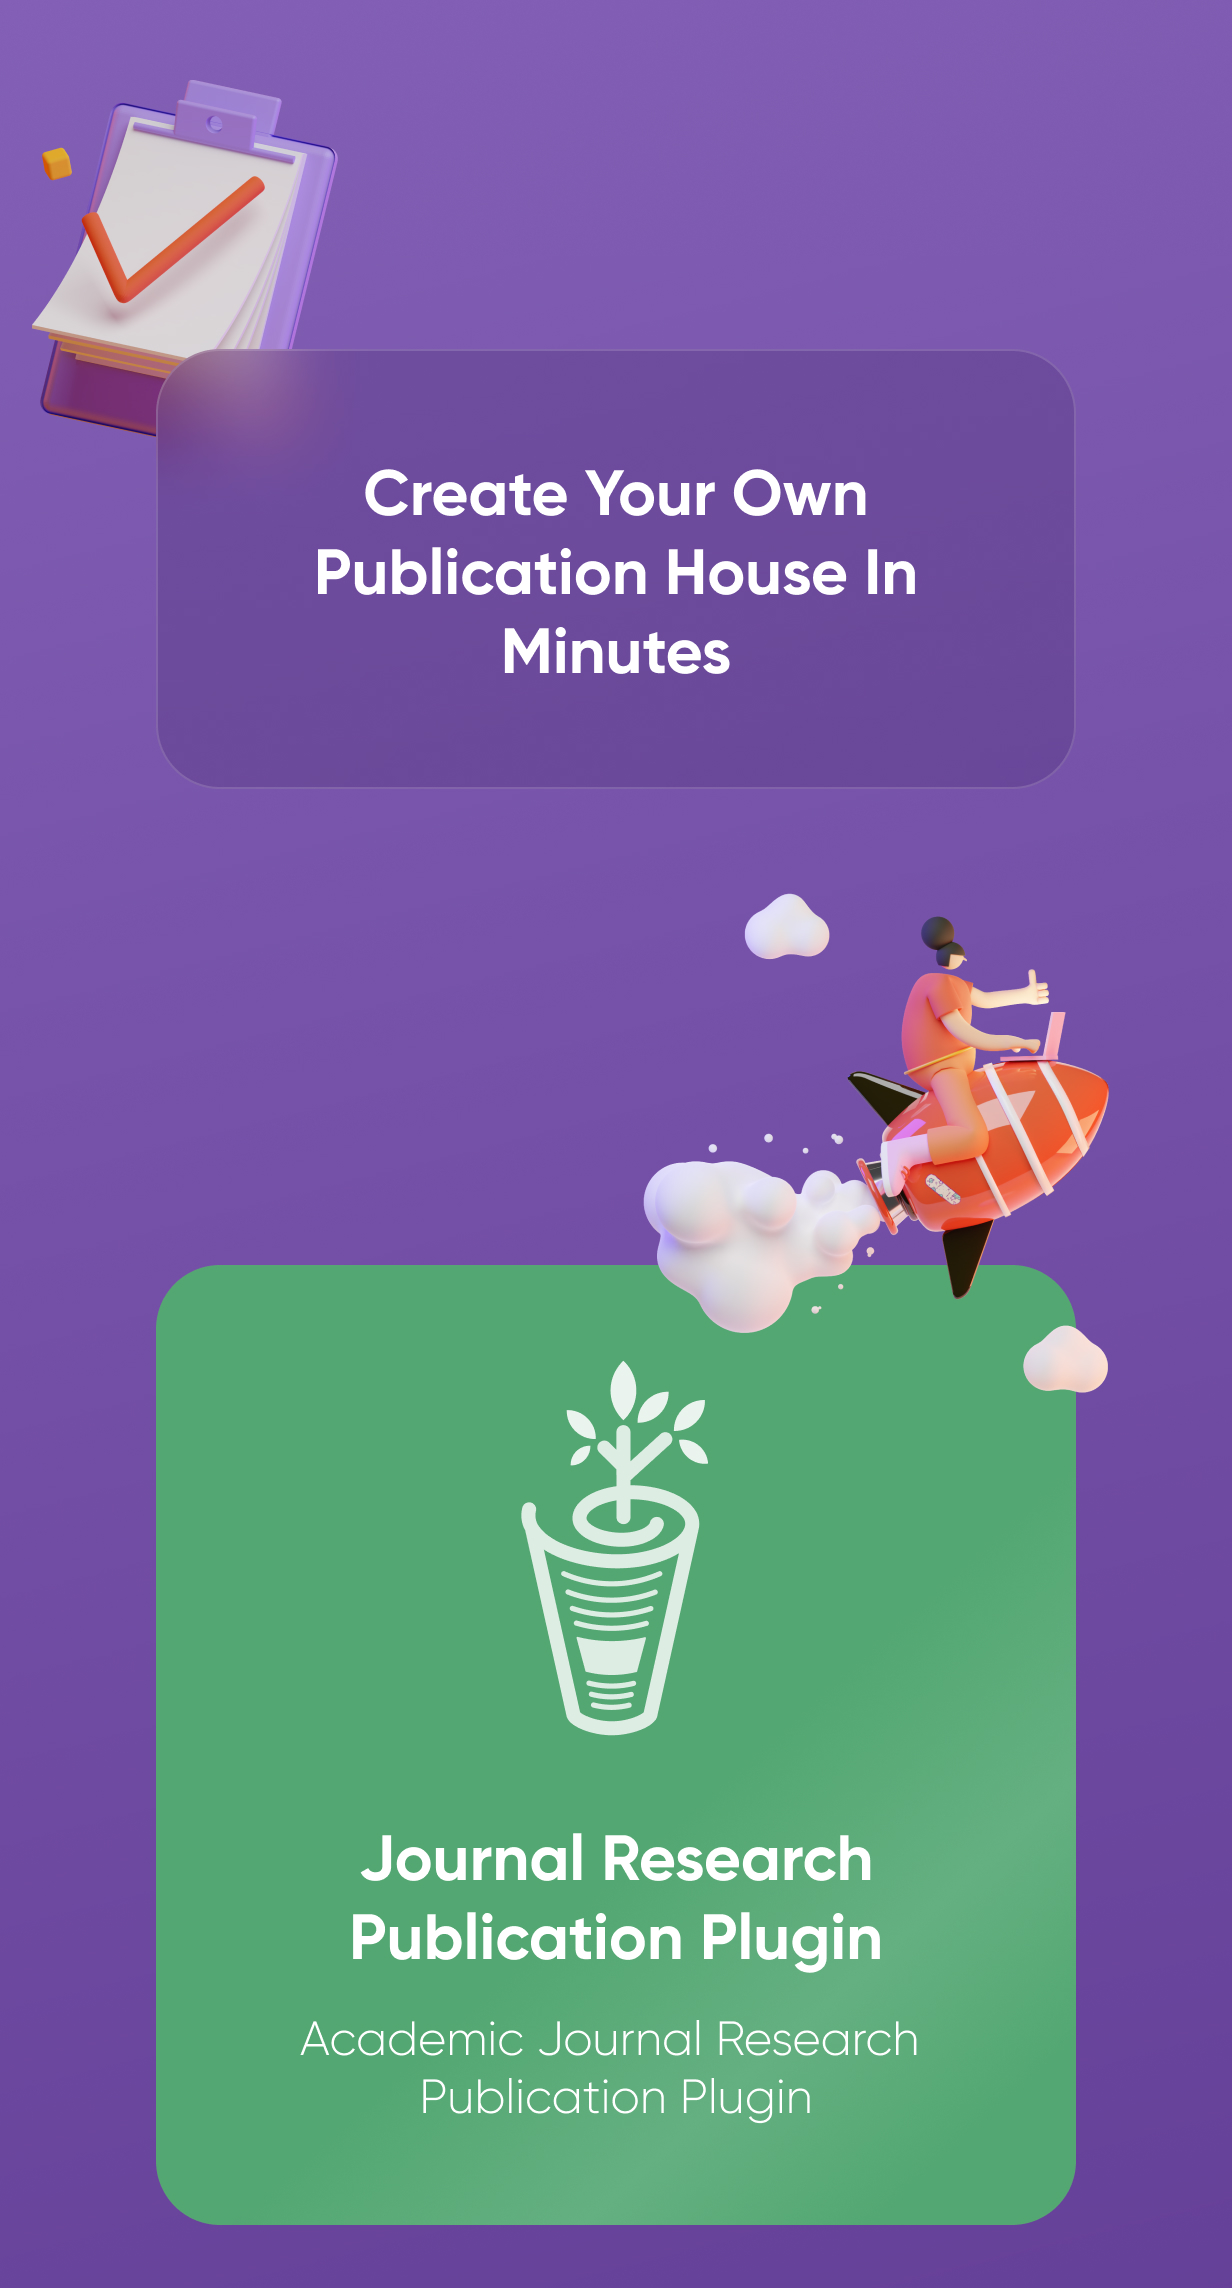 Create Your Own
Publication House In
Minutes
Journal Research
Publication Plugin
Academic Journal Research
Publication Plugin